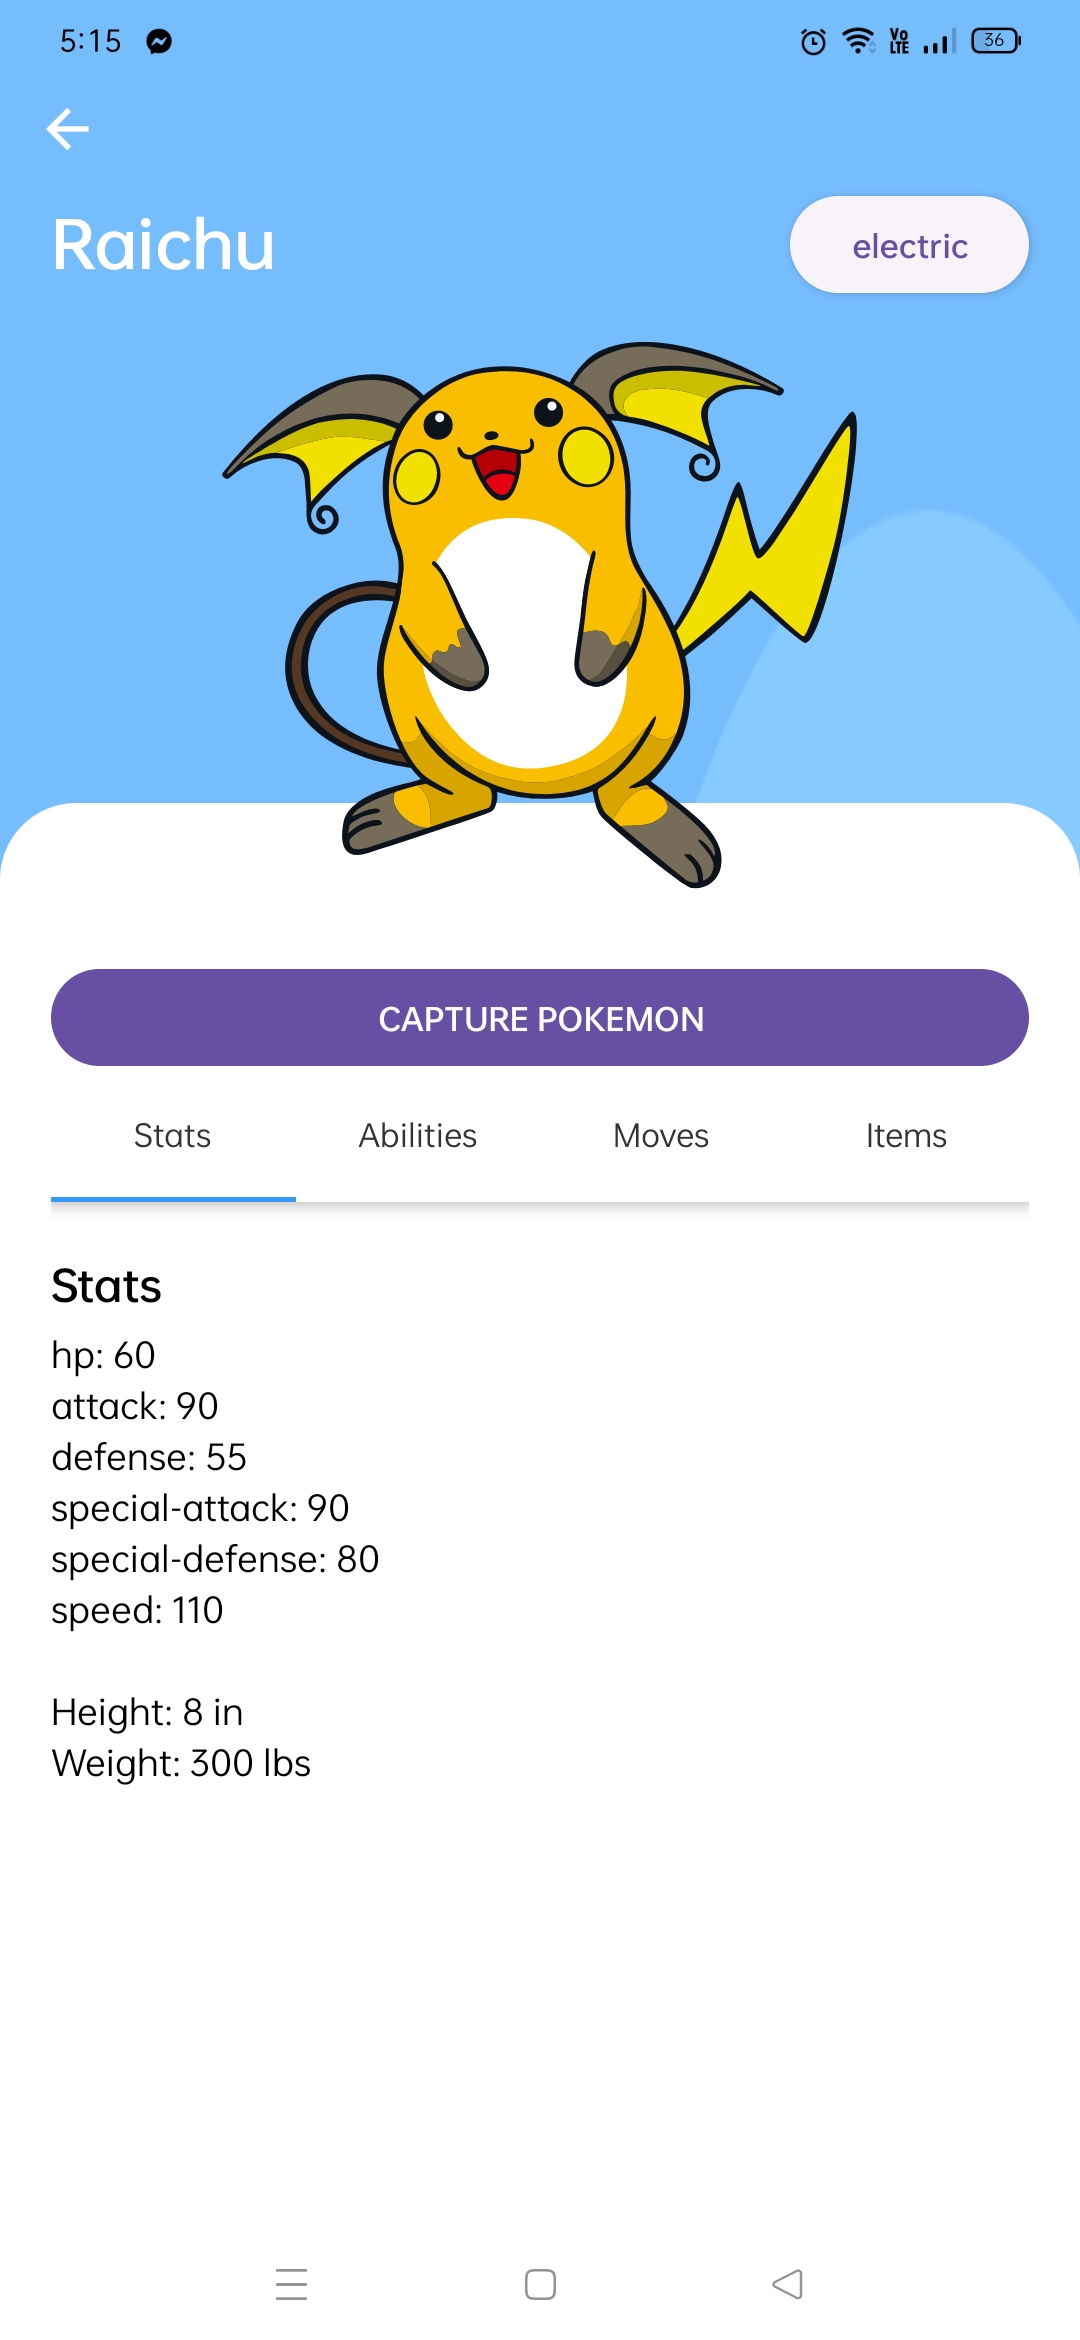 5:15
Vo LTE
36
Raichu
electric
CAPTURE POKEMON
Stats
Abilities
Moves
Items
Stats
hp: 60
attack: 90
defense: 55
special-attack: 90
special-defense: 80
speed: 110
Height: 8 in
Weight: 300 lbs